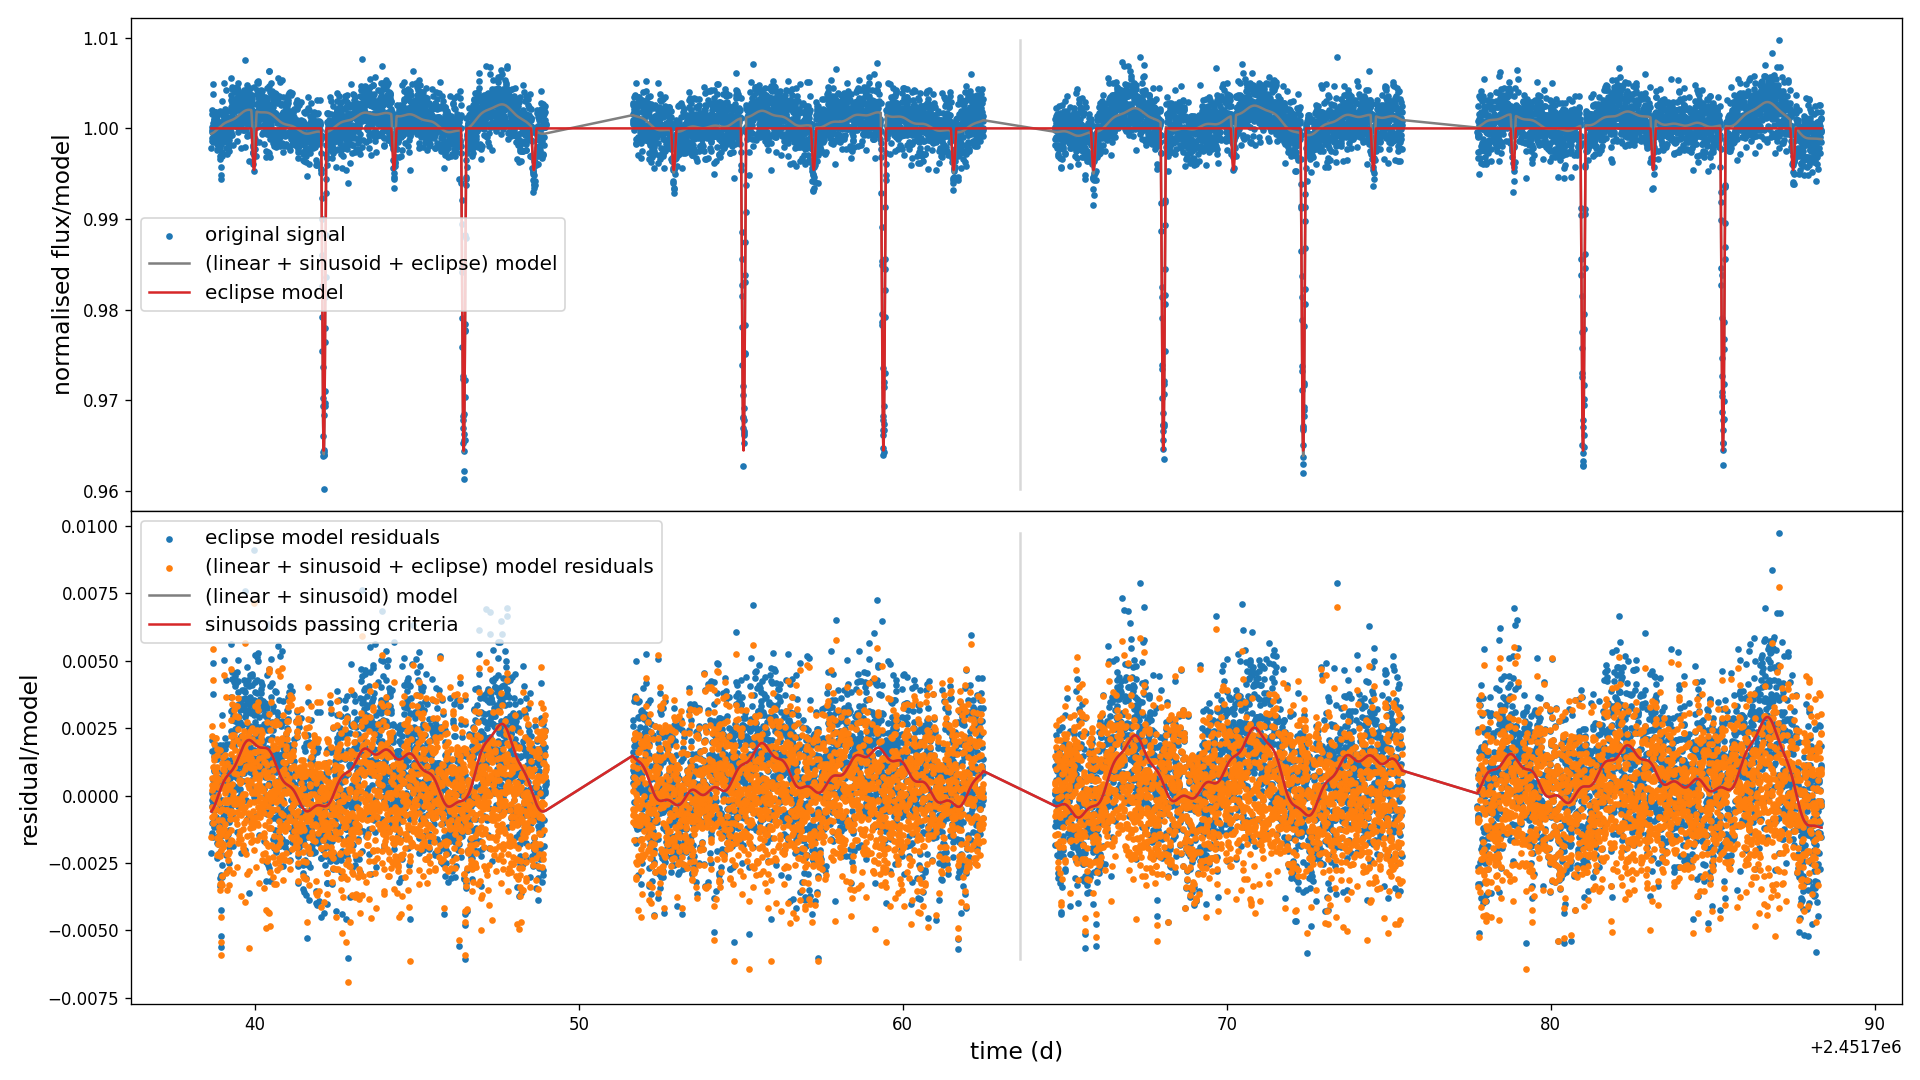 1.01
1.00
0.99
0.98
0.97
0.96
normalised flux/model
original signal
(linear + sinusoid + eclipse) model
eclipse model
0.0100
0.0075
0.0050
0.0025
0.0000
−0.0025
−0.0050
−0.0075
residual/model
eclipse model residuals
(linear + sinusoid + eclipse) model residuals
(linear + sinusoid) model
sinusoids passing criteria
40
50
60
70
80
90
time (d)
+2.4517e6